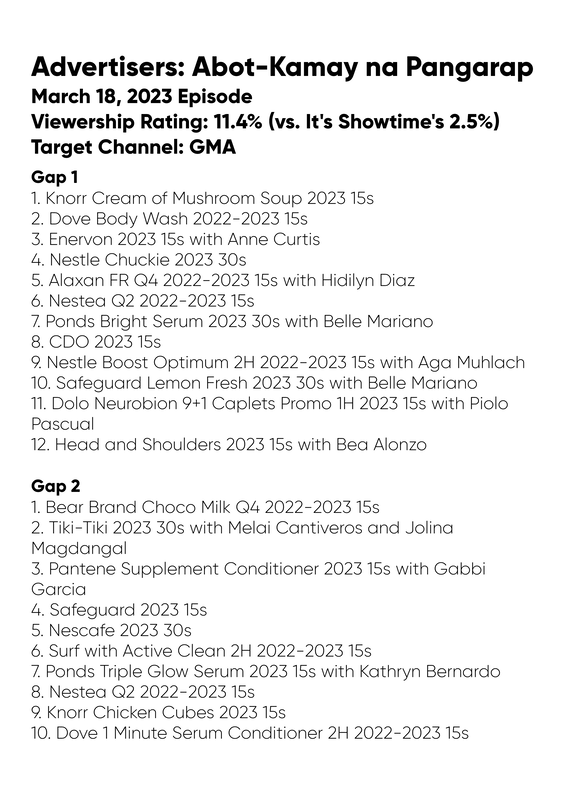 Advertisers: Abot-Kamay na Pangarap
March 18, 2023 Episode
Viewership Rating: 11.4% (vs. It's Showtime's 2.5%)
Target Channel: GMA
Gap 1
1. Knorr Cream of Mushroom Soup 2023 15s
2. Dove Body Wash 2022-2023 15s
3. Enervon 2023 15s with Anne Curtis
4. Nestle Chuckie 2023 30s
5. Alaxan FR Q4 2022-2023 15s with Hidilyn Diaz
6. Nestea Q2 2022-2023 15s
7. Ponds Bright Serum 2023 30s with Belle Mariano
8. CDO 2023 15s
9. Nestle Boost Optimum 2H 2022-2023 15s with Aga Muhlach
10. Safeguard Lemon Fresh 2023 30s with Belle Mariano
11. Dolo Neurobion 9+1 Caplets Promo 1H 2023 15s with Piolo
Pascual
12. Head and Shoulders 2023 15s with Bea Alonzo
Gap 2
1. Bear Brand Choco Milk Q4 2022-2023 15s
2. Tiki-Tiki 2023 30s with Melai Cantiveros and Jolina
Magdangal
3. Pantene Supplement Conditioner 2023 15s with Gabbi
Garcia
4. Safeguard 2023 15s
5. Nescafe 2023 30s
6. Surf with Active Clean 2H 2022-2023 15s
7. Ponds Triple Glow Serum 2023 15s with Kathryn Bernardo
8. Nestea Q2 2022-2023 15s
9. Knorr Chicken Cubes 2023 15s
10. Dove 1 Minute Serum Conditioner 2H 2022-2023 15s